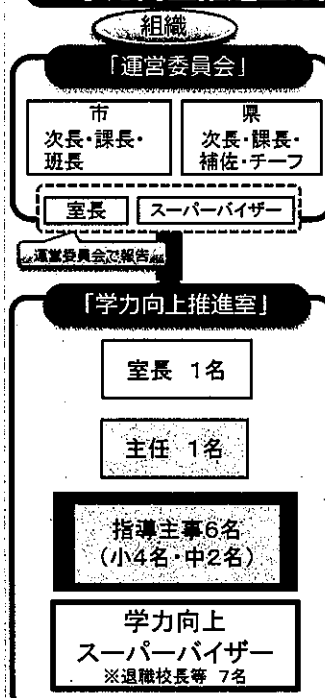 組織
「運営委員会」
市
次長・課長・
班長
県
次長・課長・
補佐・チーフ
室長
スーパーバイザー
運営委員会で報告
「学力向上推進室」
室長 1名
主任 1名
指導主事6名
(小4名・中2名)
学力向上
スーパーバイザー
※退職校長等 7名